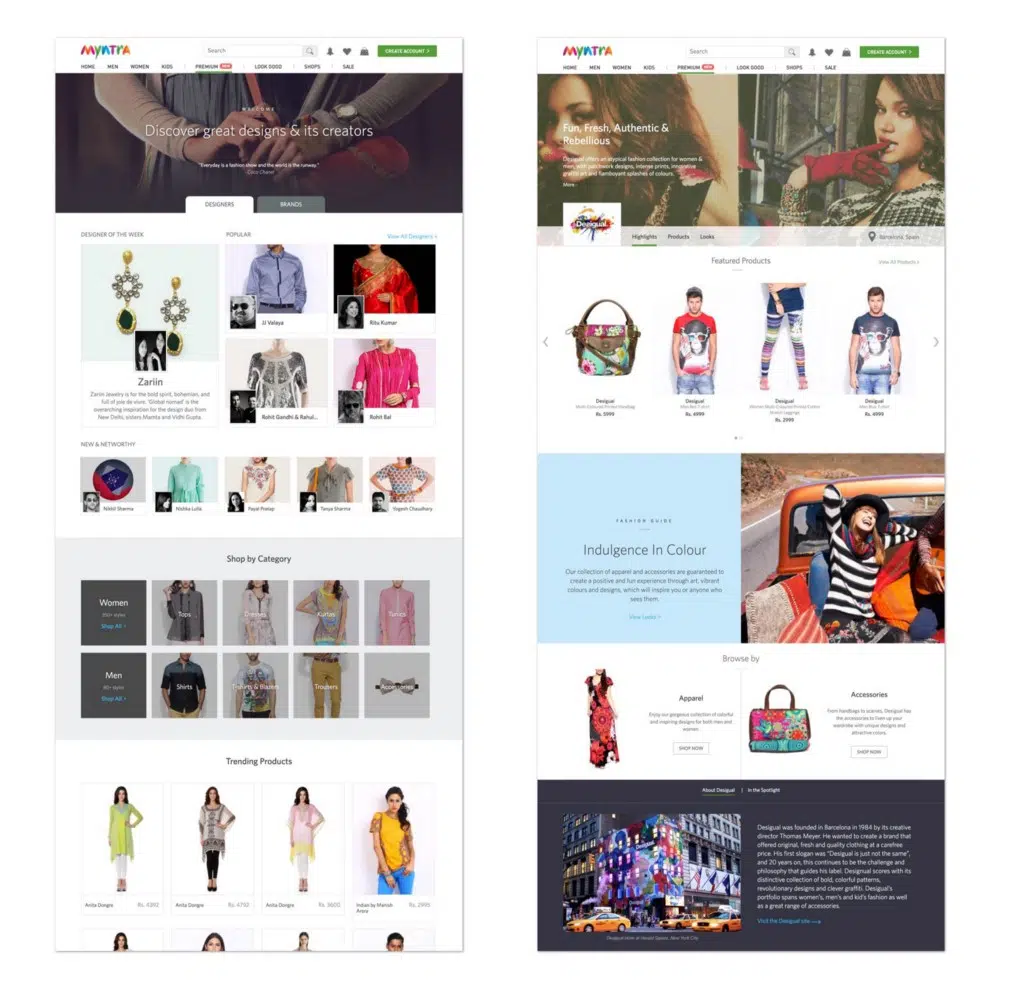 MYNTRA
Search
CREATE ACCOUNT >
HOME MEN WOMEN KIDS PREMIUM NEW LOOK GOOD SHOPS SALE
WELCOME
Discover great designs & its creators
"Everyday is a fashion show and the world is the runway."
-Coco Chanel
DESIGNERS
BRANDS
DESIGNER OF THE WEEK
Zariin
Zariin Jewelry is for the bold spirit, bohemian, and
full of joie de vivre. 'Global nomad' is the
overarching inspiration for the design duo from
New Delhi, sisters Mamta and Vidhi Gupta.
POPULAR
View All Designers >
JJ Valaya
Ritu Kumar
Rohit Gandhi & Rahul...
Rohit Bal
NEW & NETWORTHY
Nikhil Sharma
Nishka Lulla
Payal Pratap
Tanya Sharma
Yogesh Chaudhary
Shop by Category
Women
styles
Shop All >
Tops
Dresses
Kurtas
Tunics
Men
80+ styles
Shop All >
Shirts
T-shirts & Blazers
Trousers
Accessories
Trending Products
Anita Dongre Rs. 4392
Anita Dongre Rs. 4752
Anita Dongre Rs. 3600
Indian by Manish
Arora
Rs. 2995
MYNTRA
Search
CREATE ACCOUNT >
HOME MEN WOMEN KIDS PREMIUM NEW LOOK GOOD SHOPS SALE
Fun, Fresh, Authentic &
Rebellious
Desigual offers an atypical fashion collection for women &
men, with patchwork designs, intense prints, innovative
graffiti art and flamboyant splashes of colours.
More
Desigual
Highlights
Products
Looks
Barcelona, Spain
Featured Products
View All Products >
Desigual
Multi-Coloured Printed Handbag
Rs. 5999
Desigual
Men Red T-shirt
Rs. 4999
Desigual
Women Multi-Coloured Printed Cotton
Stretch Leggings
Rs. 2999
Desigual
Men Blue T-shirt
Rs. 4999
FASHION GUIDE
Indulgence In Colour
Our collection of apparel and accessories are guaranteed to
create a positive and fun experience through art, vibrant
colours and designs, which will inspire you or anyone who
sees them.
View Looks >
Browse by
Apparel
Enjoy our gorgeous collection of colorful
and inspiring designs for both men and
women.
SHOP NOW
Accessories
From handbags to scarves, Desigual has
the accessories to liven up your
wardrobe with unique designs and
attractive colors.
SHOP NOW
About Desigual | In the Spotlight
Desigual was founded in Barcelona in 1984 by its creative
director Thomas Meyer. He wanted to create a brand that
offered original, fresh and quality clothing at a carefree
price. His first slogan was "Desigual is just not the same",
and 20 years on, this continues to be the challenge and
philosophy that guides his label. Designual scores with its
distinctive collection of bold, colorful patterns,
revolutionary designs and clever graffiti. Desigual's
portfolio spans women's, men's and kid's fashion as well
as a great range of accessories.
Visit the Desigual site
Desigual store at Herald Square, New York City